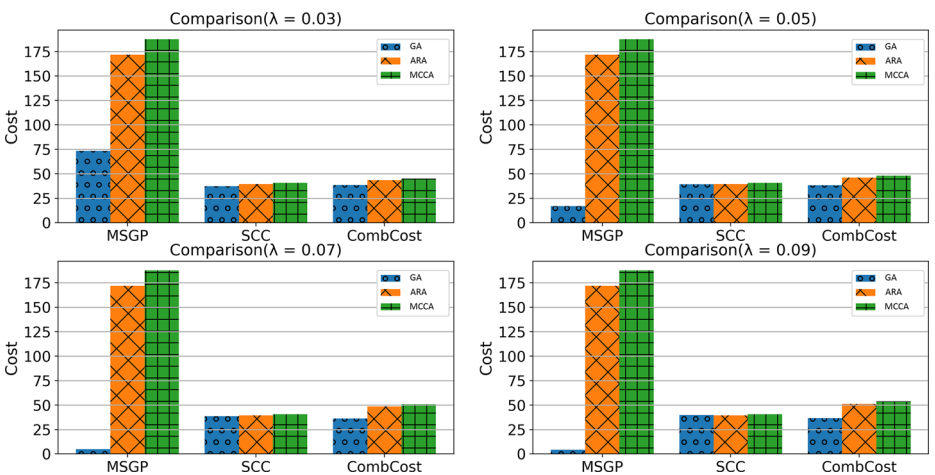 Comparison(λ = 0.03)
Cost
175
150
125
100
75
50
25
0
GA
ARA
MCCA
MSGP SCC CombCost
Comparison(λ = 0.05)
Cost
175
150
125
100
75
50
25
0
GA
ARA
MCCA
MSGP SCC CombCost
Comparison(λ = 0.07)
Cost
175
150
125
100
75
50
25
0
GA
ARA
MCCA
MSGP SCC CombCost
Comparison(λ = 0.09)
Cost
175
150
125
100
75
50
25
0
GA
ARA
MCCA
MSGP SCC CombCost